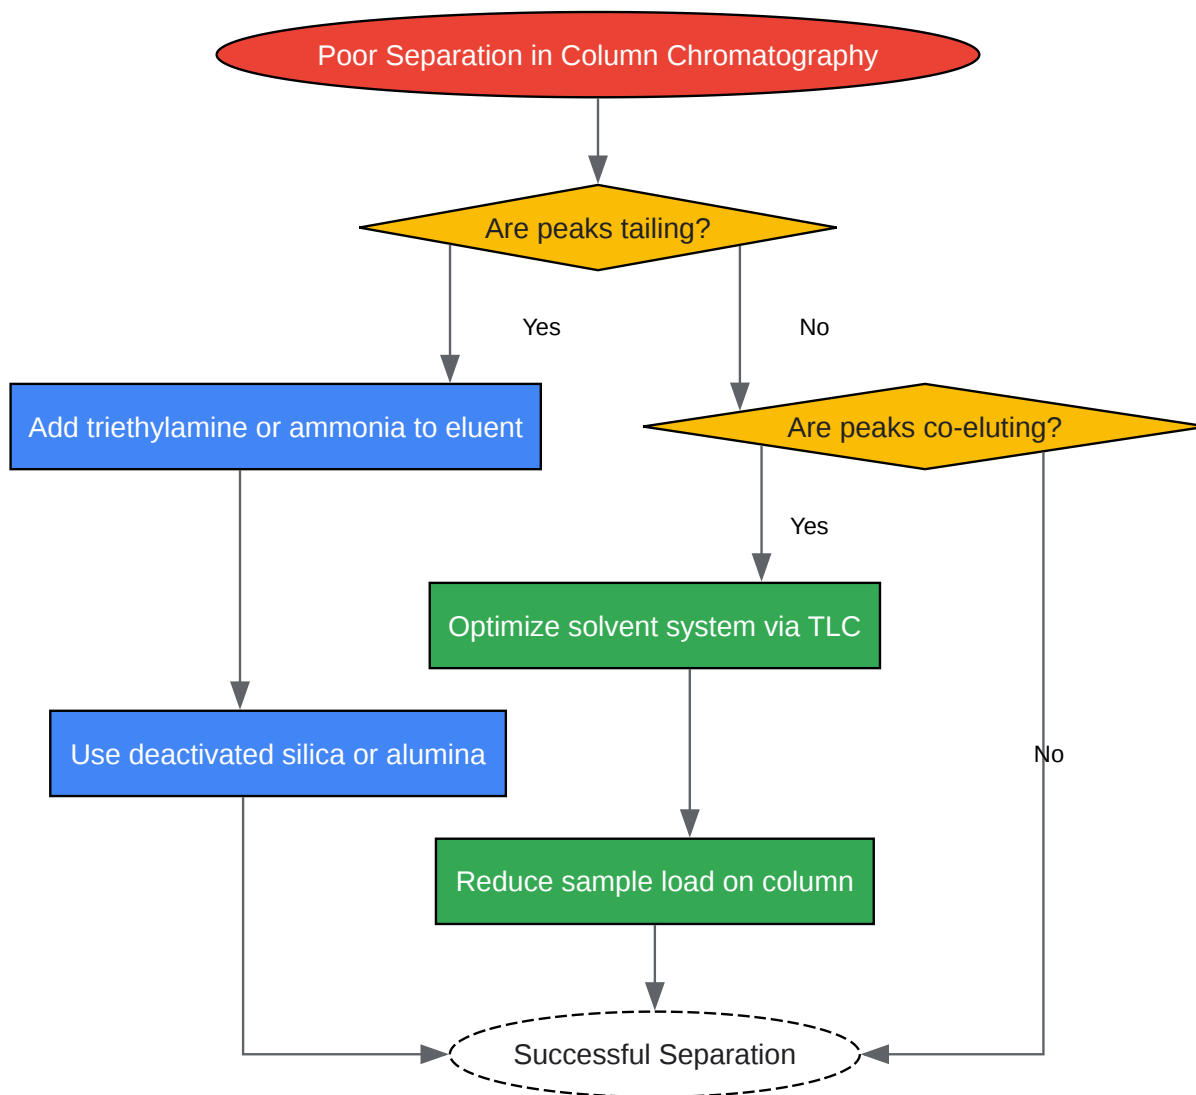 Poor Separation in Column Chromatography
Are peaks tailing?
Yes
No
Add triethylamine or ammonia to eluent
Are peaks co-eluting?
Yes
Optimize solvent system via TLC
Use deactivated silica or alumina
No
Reduce sample load on column
Successful Separation